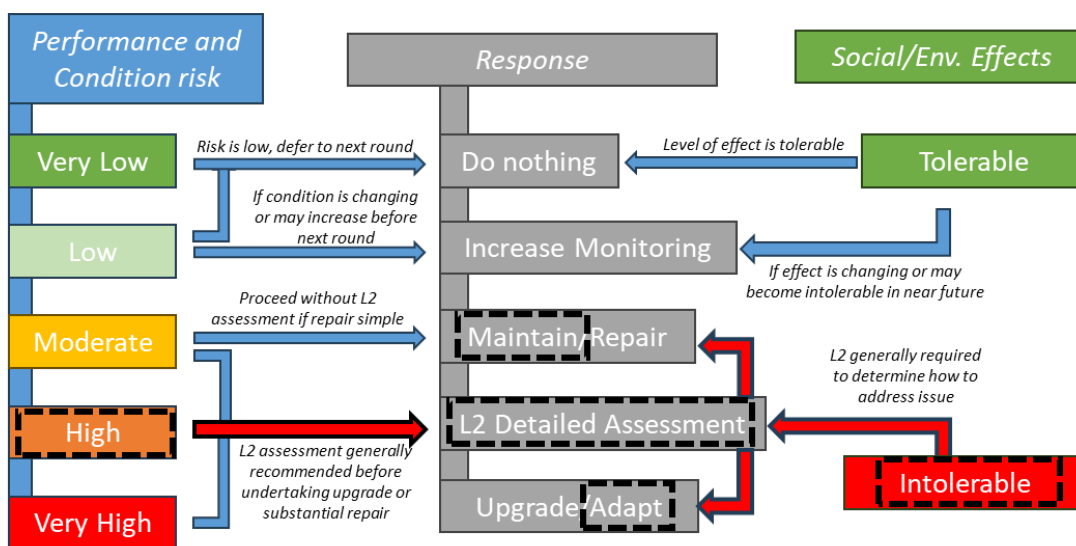 Performance and
Condition risk
Response
Social/Env. Effects
Very Low
Risk is low, defer to next round
Do nothing
Level of effect is tolerable
Tolerable
If condition is changing
or may increase before
next round
Low
Increase Monitoring
If effect is changing or may
become intolerable in near future
Proceed without L2
assessment if repair simple
Moderate
Maintain/Repair
L2 generally required
to determine how to
address issue
High
L2 Detailed Assessment
L2 assessment generally
recommended before
undertaking upgrade or
substantial repair
Intolerable
Very High
Upgrade/Adapt